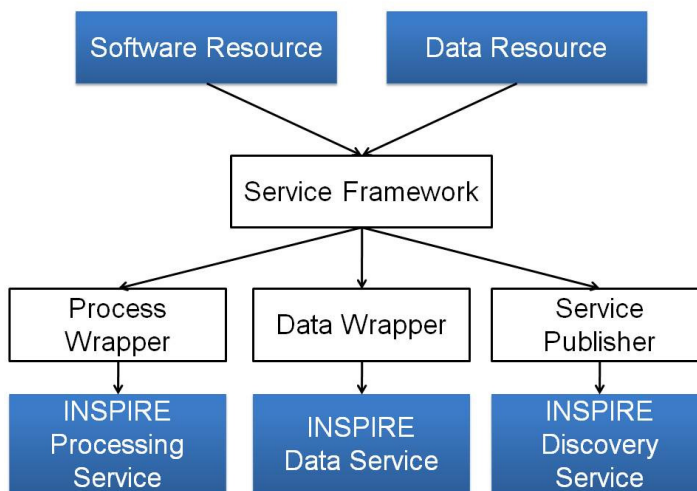 Software Resource
Data Resource
Service Framework
Process
Wrapper
Data Wrapper
Service
Publisher
INSPIRE
Processing
Service
INSPIRE
Data Service
INSPIRE
Discovery
Service